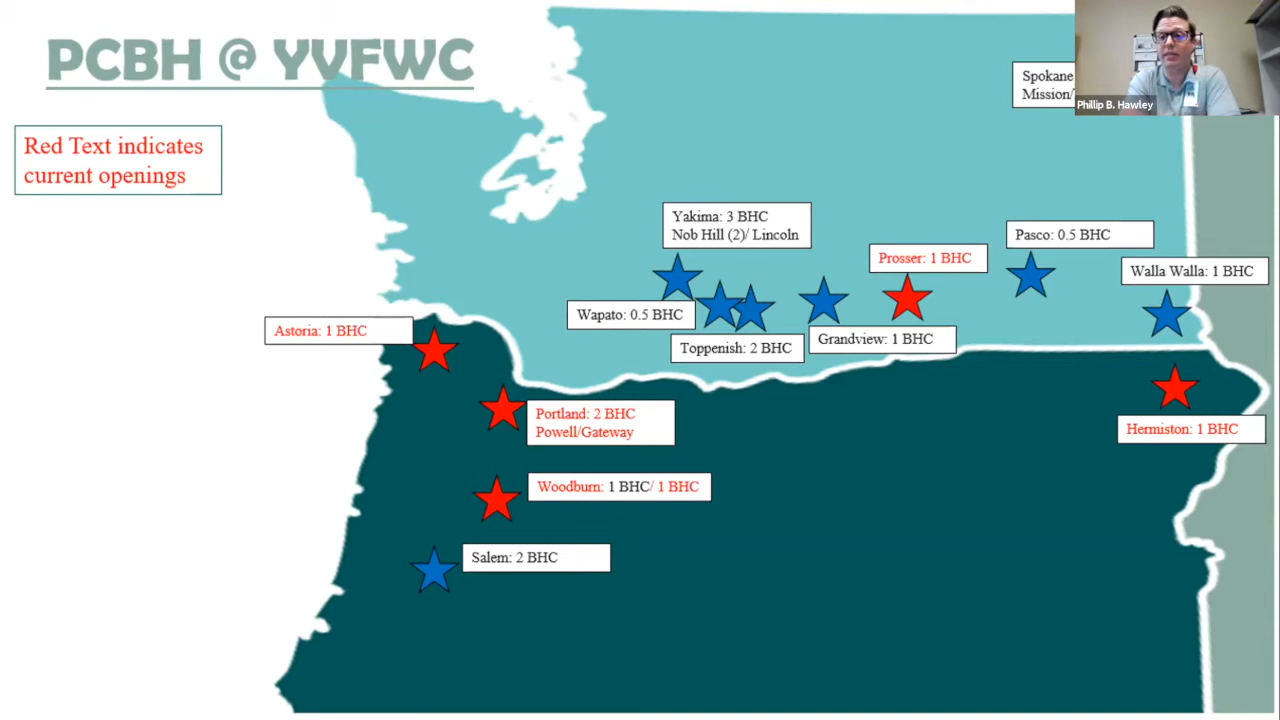 PCBH @ YVFWC
Spokane
Mission/
Phillip B. Hawley
Red Text indicates
current openings
Yakima: 3 BHC
Nob Hill (2)/ Lincoln
Pasco: 0.5 BHC
Prosser: 1 BHC
Walla Walla: 1 BHC
Wapato: 0.5 BHC
Astoria: 1 BHC
Toppenish: 2 BHC
Grandview: 1 BHC
Portland: 2 BHC
Powell/Gateway
Hermiston: 1 BHC
Woodburn: 1 BHC/ 1 BHC
Salem: 2 BHC